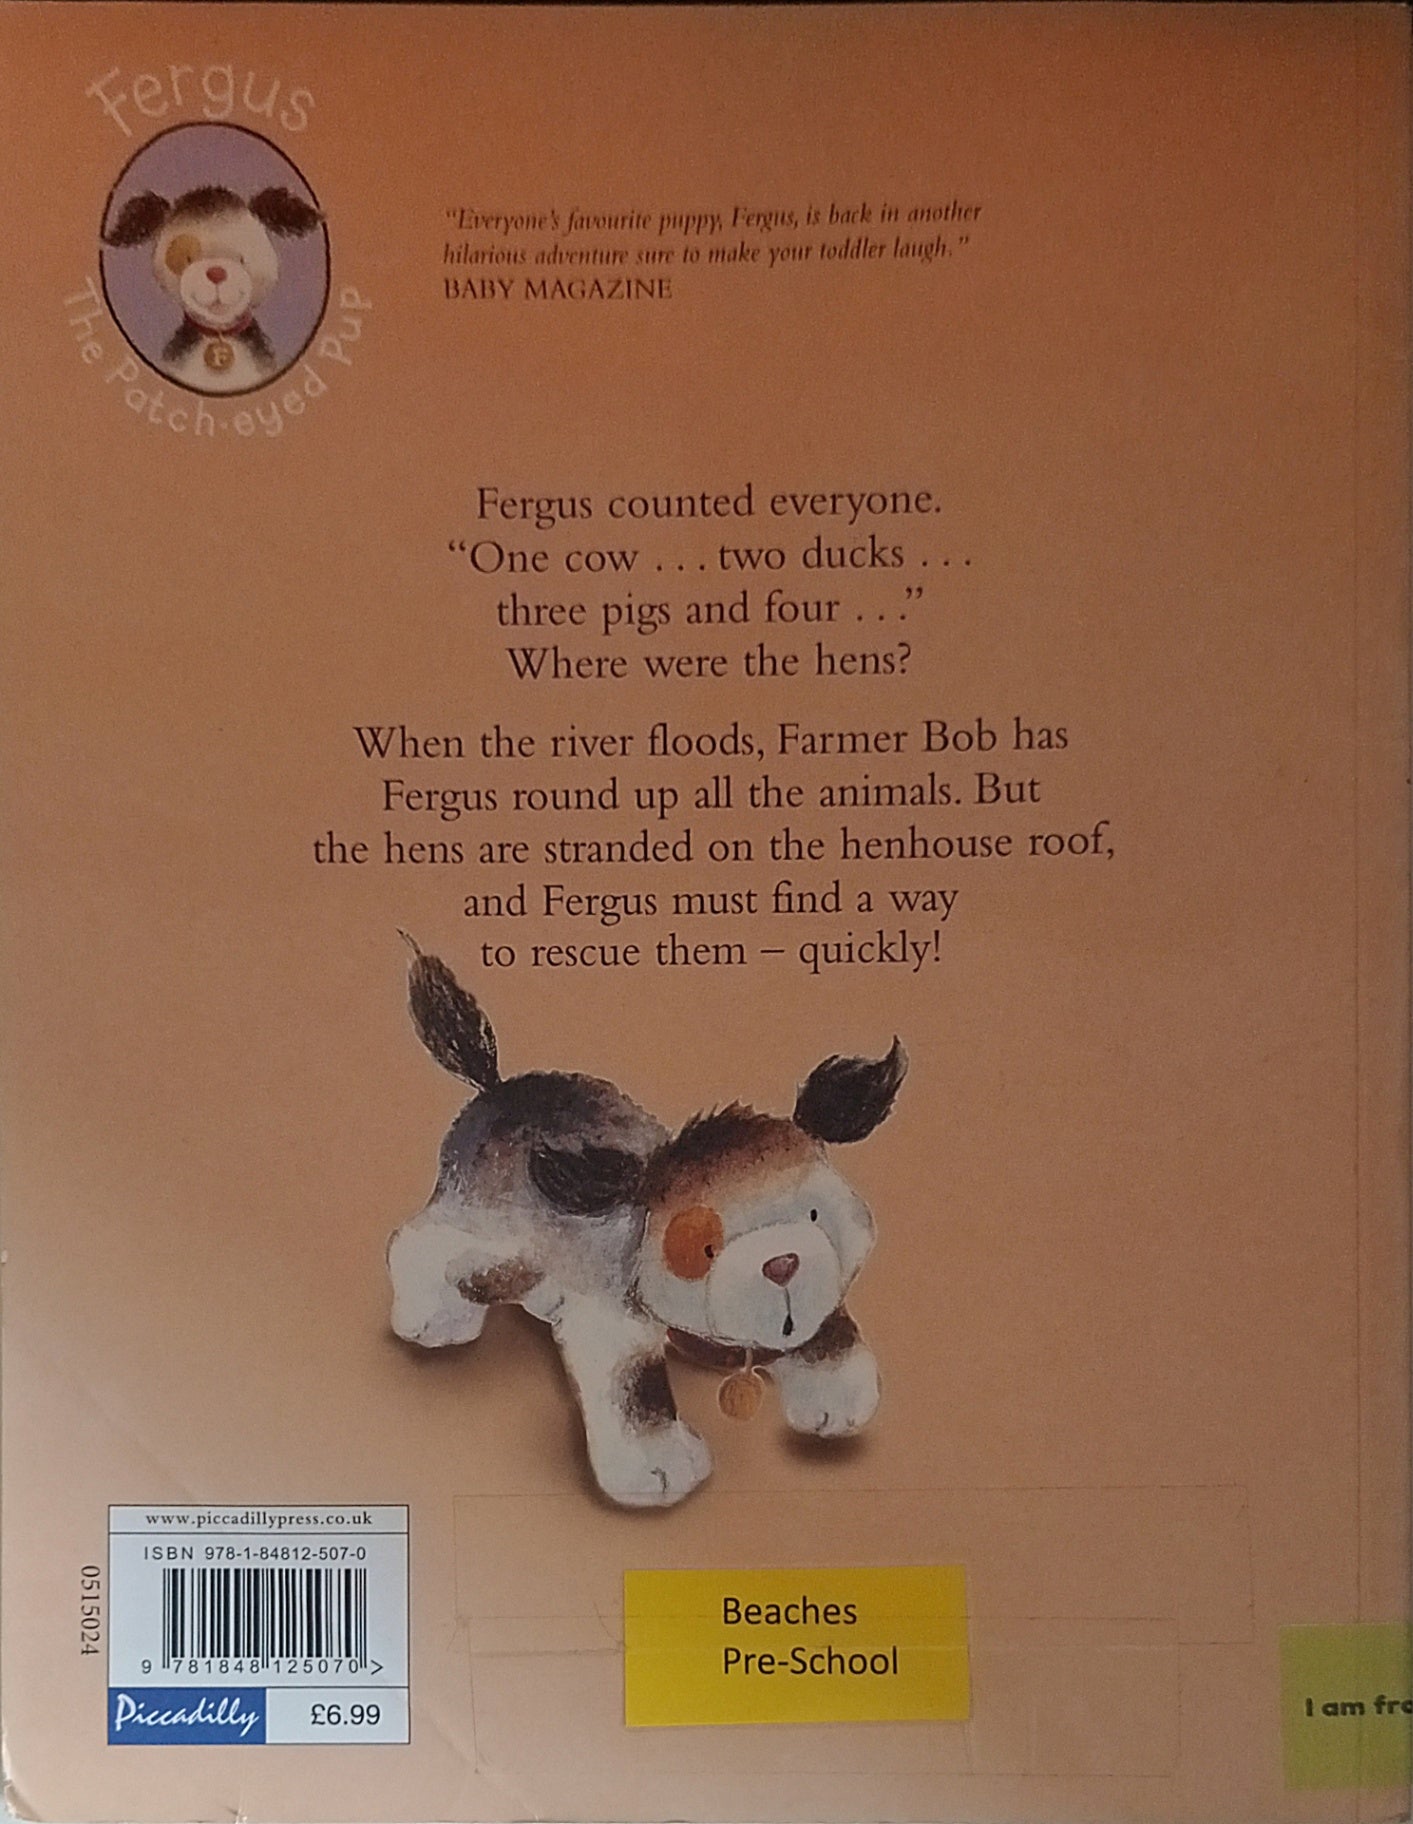 Fergus
The Patch-eyed Pup
F
"Everyone's favourite puppy, Fergus, is back in another
hilarious adventure sure to make your toddler laugh."
BABY MAGAZINE
Fergus counted everyone.
“One cow . . . two ducks . . .
three pigs and four . . .”
Where were the hens?
When the river floods, Farmer Bob has
Fergus round up all the animals. But
the hens are stranded on the henhouse roof,
and Fergus must find a way
to rescue them – quickly!
www.piccadillypress.co.uk
ISBN 978-1-84812-507-0
9 781848 125070 >
Piccadilly
£6.99
0515024
Beaches
Pre-School
I am fro